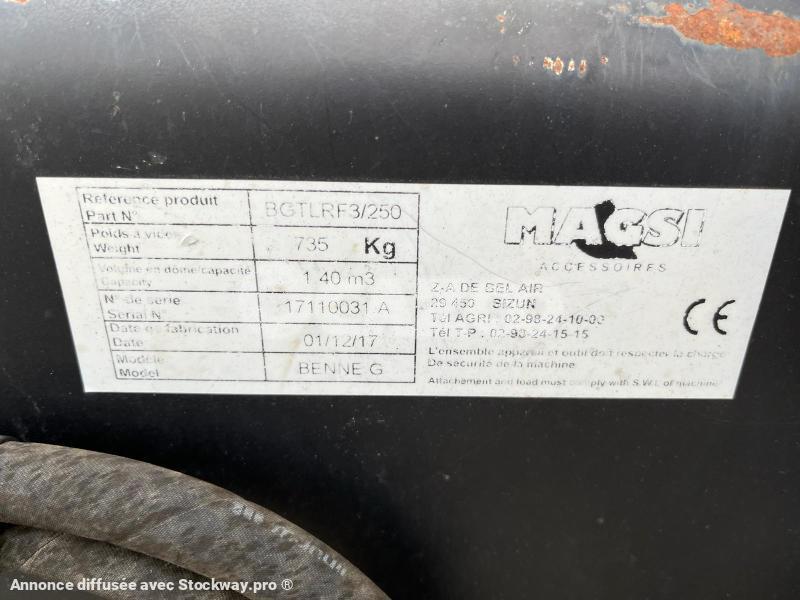 Réference produit
Part N°
BGTLRF3/250
Poids à vide
Weight
735 Kg
Volume en dôme/capacité
Capacity
1.40 m3
N° de série
Serial N°
17110031 A
Date de fabrication
Date
01/12/17
Modèle
Model
BENNE G
MAGSI
ACCESSOIRES
Z-A DE BEL AIR
29 450 SIZUN
Tél AGRI : 02-98-24-10-00
Tél T-P : 02-98-24-15-15
CE
L'ensemble appareil et outil doit respecter la charge
De sécurité de la machine
Attachement and load must comply with S.W.L of machine
Annonce diffusée avec Stockway.pro ®